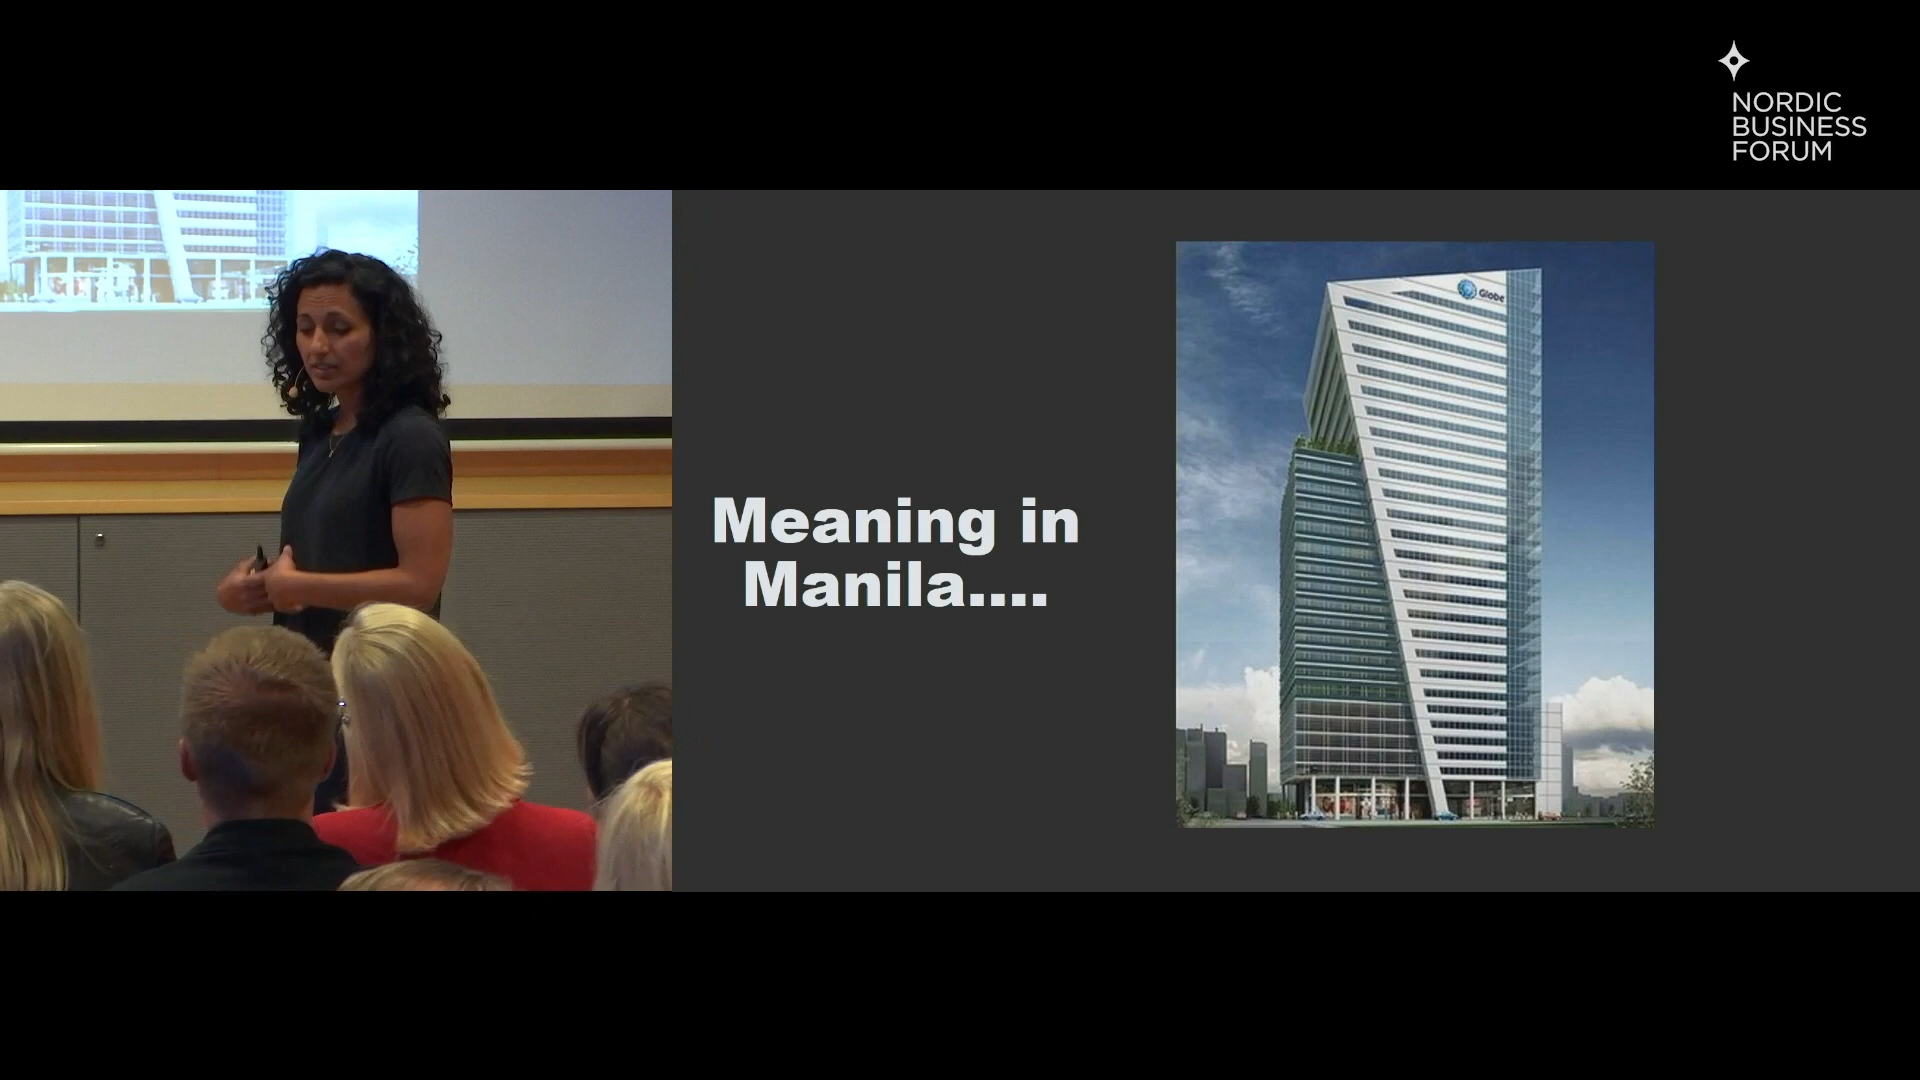 NORDIC
BUSINESS
FORUM
Globe
Meaning in
Manila....